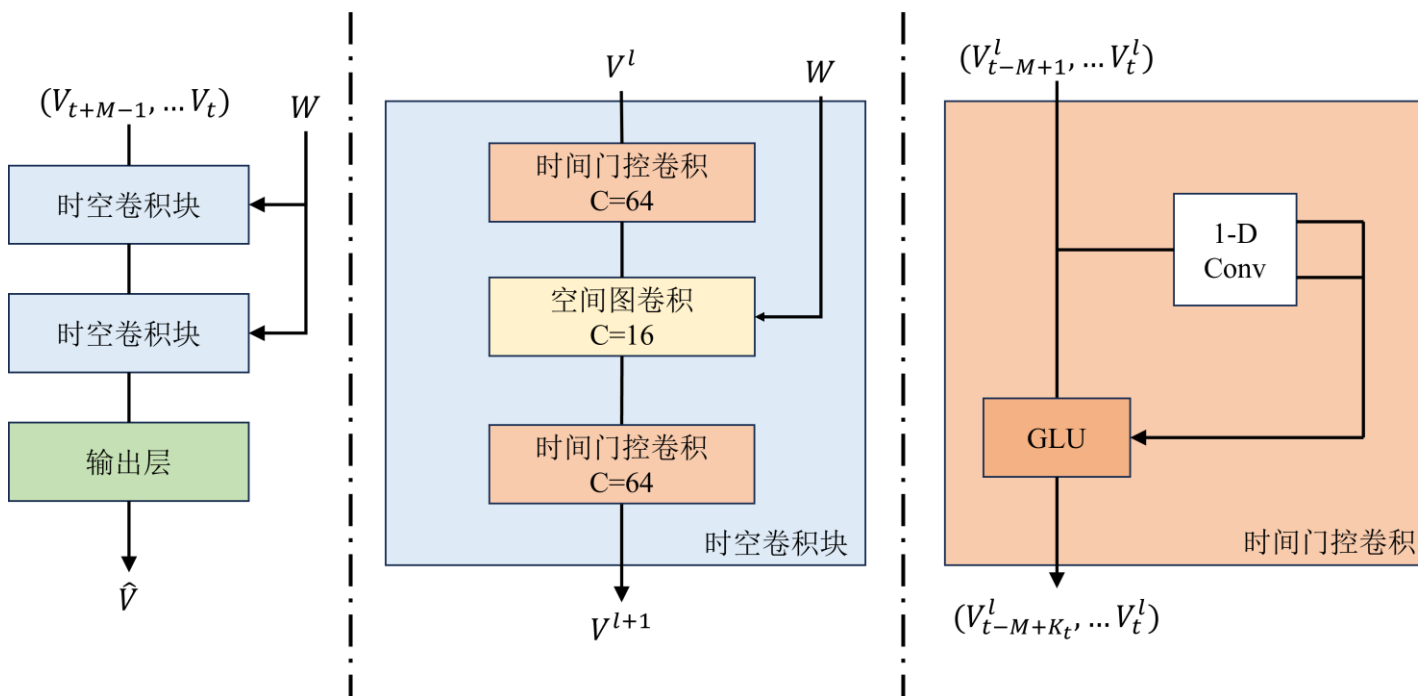 (V_{t+M−1}, … V_t)
W
时空卷积块
时空卷积块
输出层
V̂
V^l
W
时间门控卷积
C=64
空间图卷积
C=16
时间门控卷积
C=64
时空卷积块
V^{l+1}
(V^l_{t−M+1}, … V^l_t)
1-D
Conv
GLU
时间门控卷积
(V^l_{t−M+K_t}, … V^l_t)